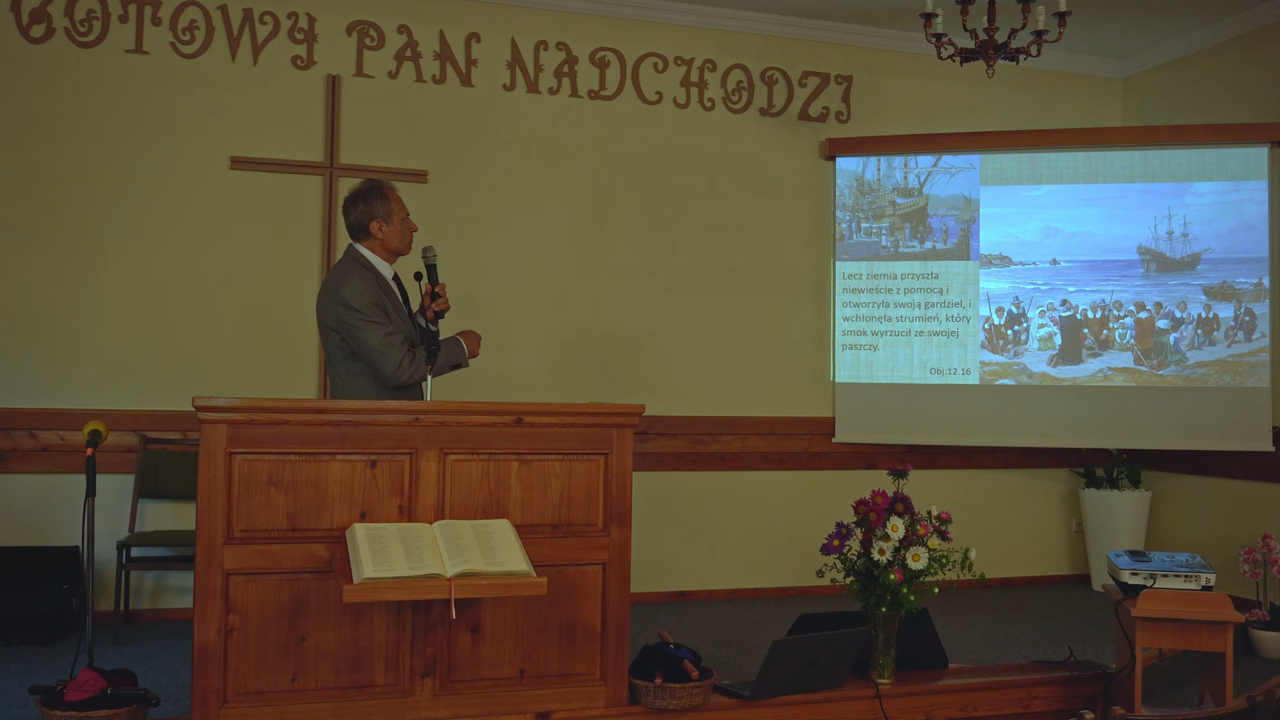 GOTOWY PAN NADCHODZI
Lecz ziemia przyszła
niewieście z pomocą i
otworzyła swoją gardziel, i
wchłonęła strumień, który
smok wyrzucił ze swojej
paszczy.
Obj.12.16